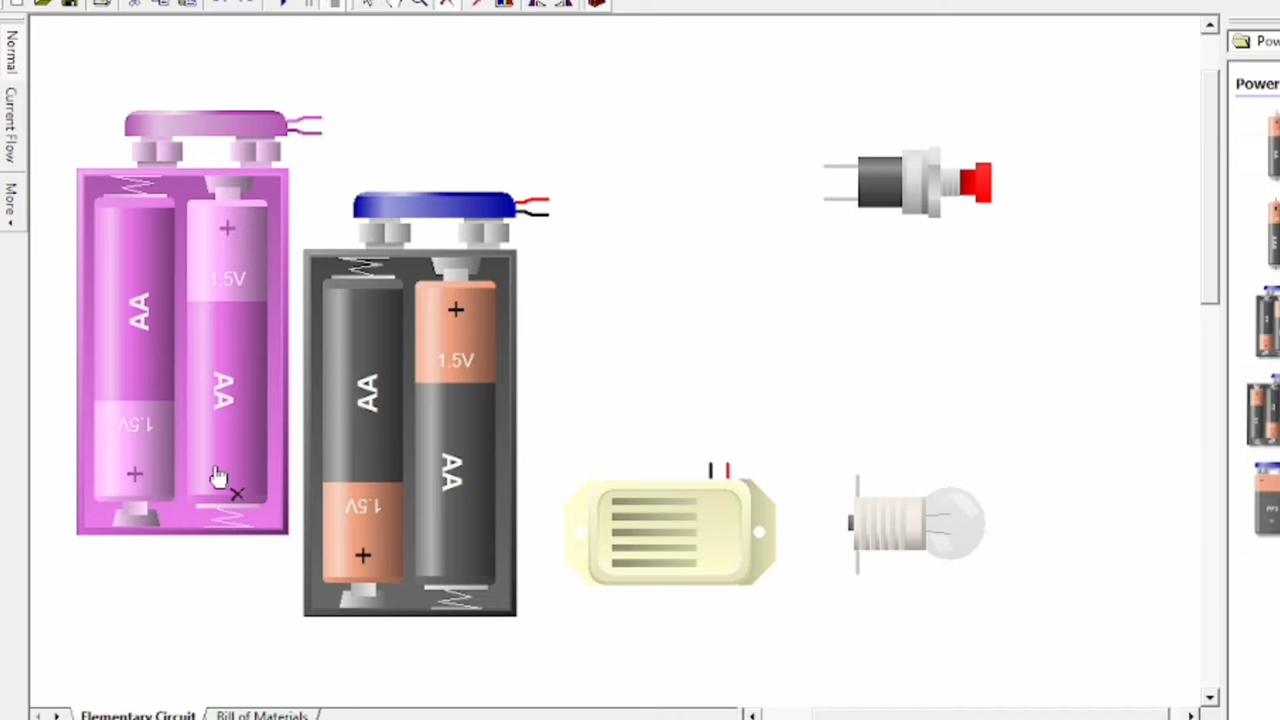 Normal
Current Flow
More
Pow
Power
+
1.5V
AA
AA
1.5V
+
+
1.5V
AA
AA
1.5V
+
Elementary Circuit
Bill of Materials